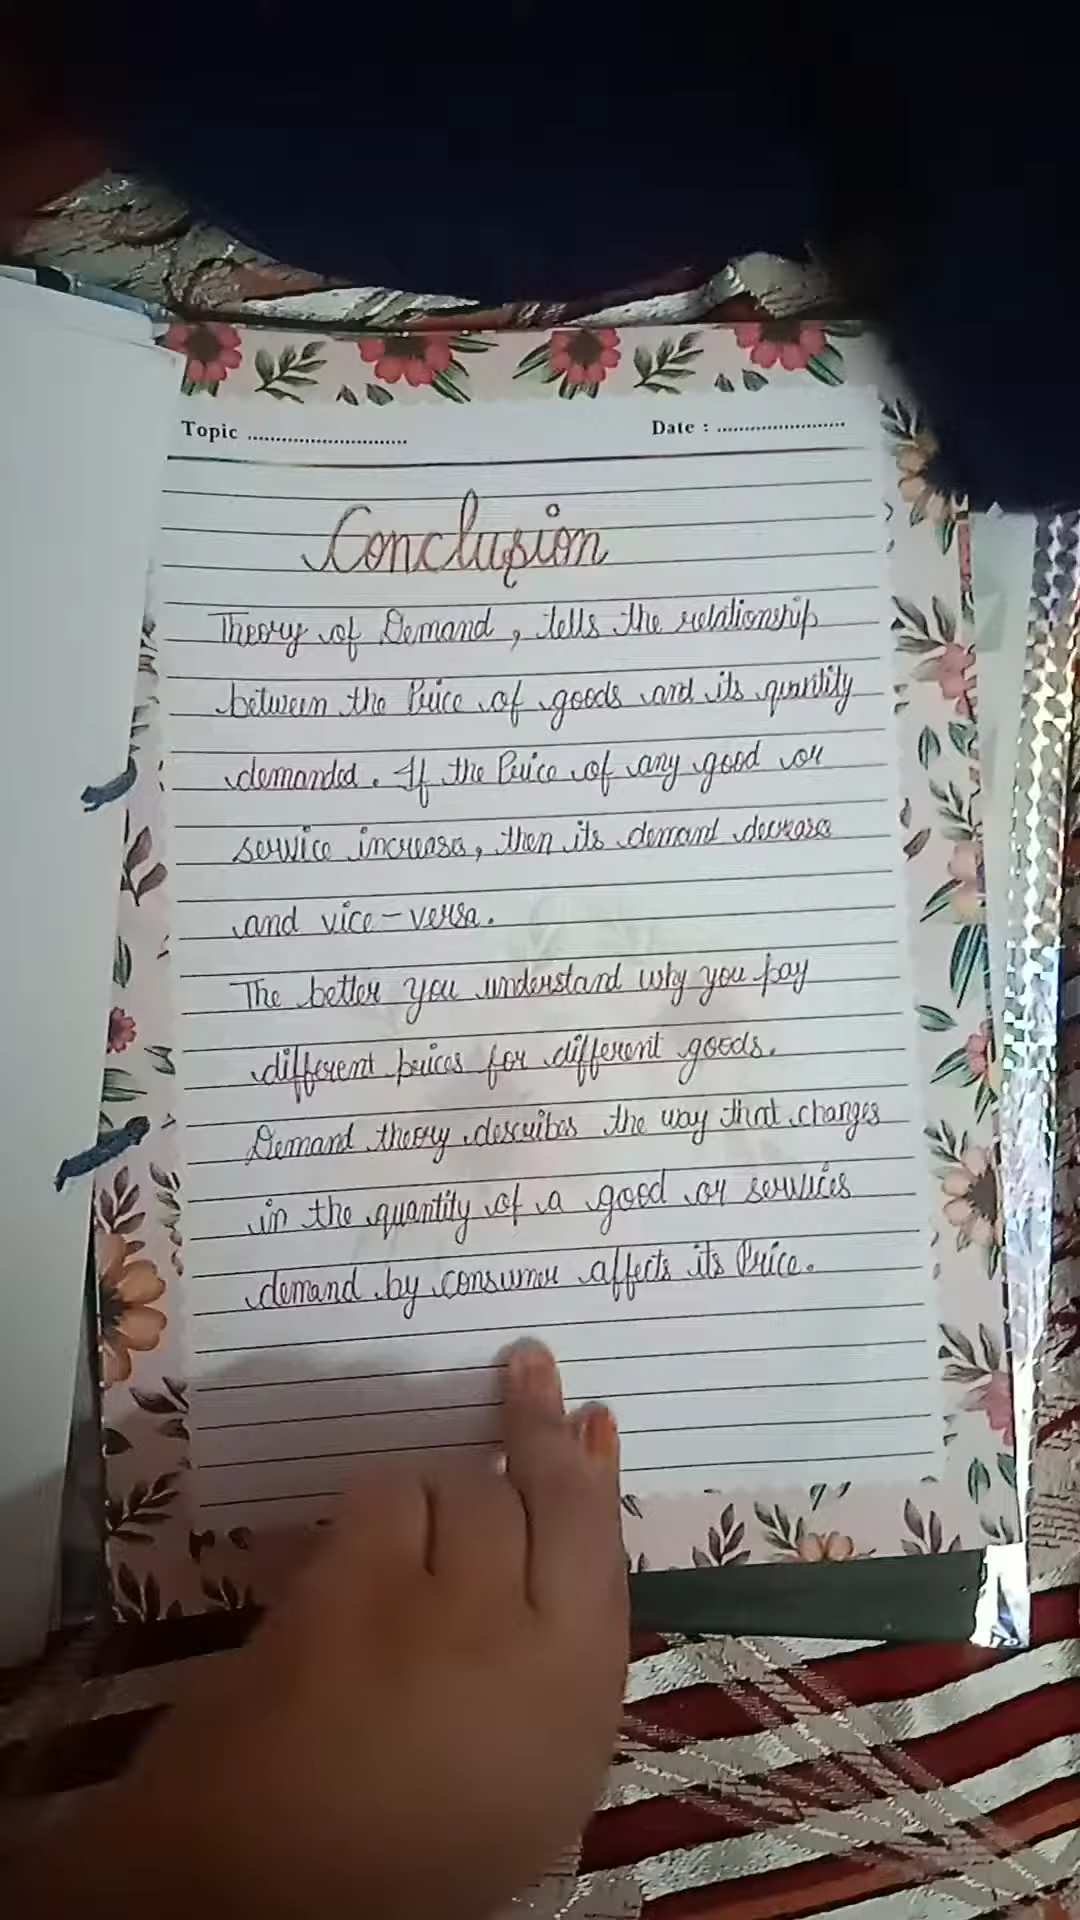 Topic ............................
Date : ......................
Conclusion
Theory of Demand, tells the relationship
between the Price of goods and its quantity
demanded. If the Price of any good or
service increases, then its demand decreases
and vice-versa.
The better you understand why you pay
different prices for different goods.
Demand theory describes the way that changes
in the quantity of a good or services
demand by consumer affects its Price.